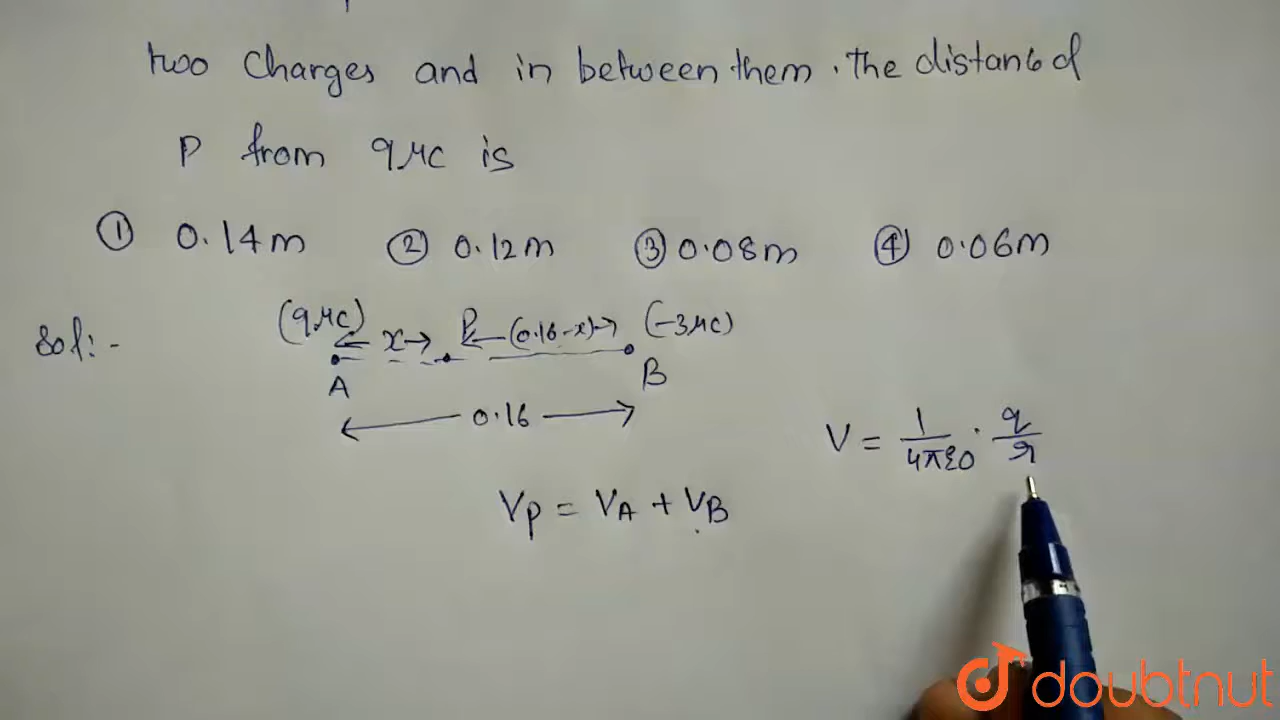 two charges and in between them. The distance of
P from 9μC is
① 0.14m ② 0.12m ③ 0.08m ④ 0.06m
Sol:-
(9μC) ← x → P ← (0.16-x) → (-3μC)
A B
← 0.16 →
V = 1/4πε0 . q/r
Vp = VA + VB
doubtnut